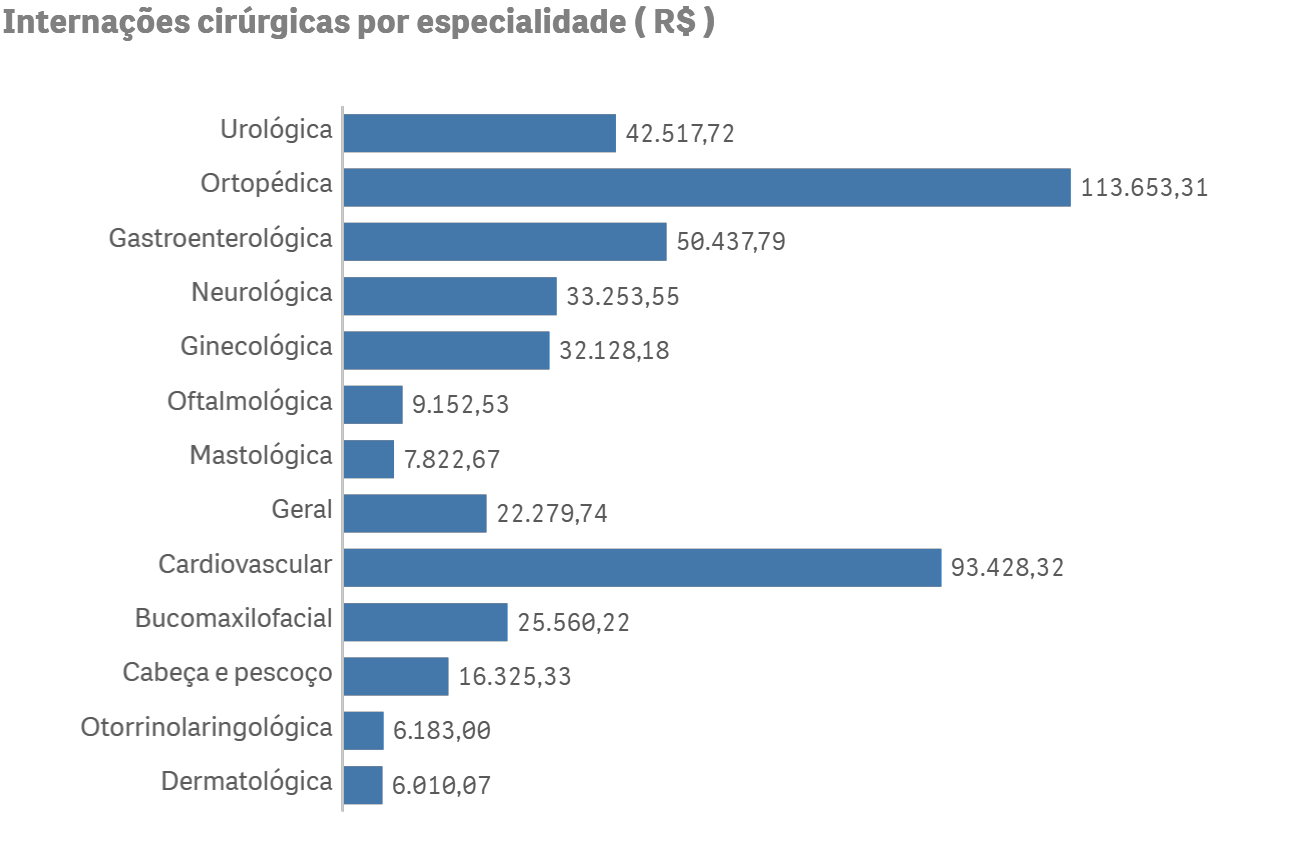 Internações cirúrgicas por especialidade ( R$ )
Urológica 42.517,72
Ortopédica 113.653,31
Gastroenterológica 50.437,79
Neurológica 33.253,55
Ginecológica 32.128,18
Oftalmológica 9.152,53
Mastológica 7.822,67
Geral 22.279,74
Cardiovascular 93.428,32
Bucomaxilofacial 25.560,22
Cabeça e pescoço 16.325,33
Otorrinolaringológica 6.183,00
Dermatológica 6.010,07